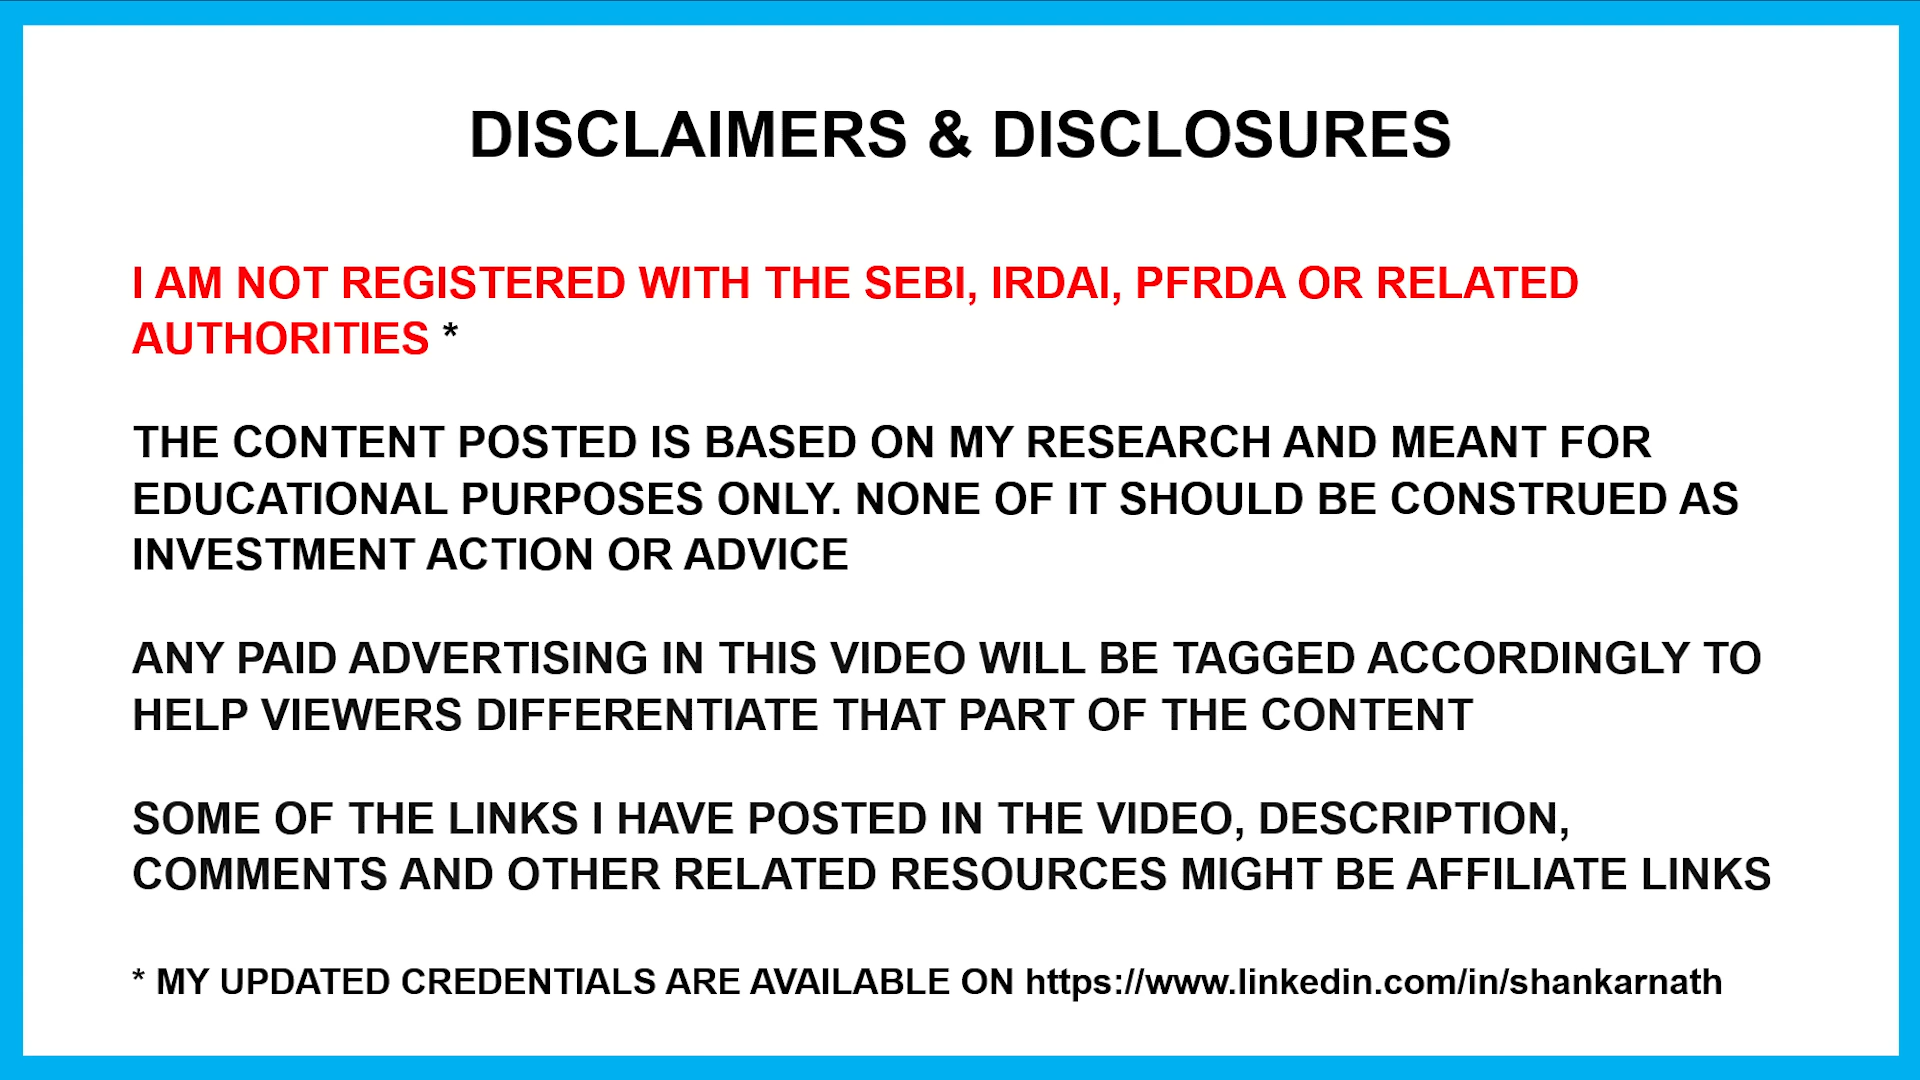 DISCLAIMERS & DISCLOSURES
I AM NOT REGISTERED WITH THE SEBI, IRDAI, PFRDA OR RELATED
AUTHORITIES *
THE CONTENT POSTED IS BASED ON MY RESEARCH AND MEANT FOR
EDUCATIONAL PURPOSES ONLY. NONE OF IT SHOULD BE CONSTRUED AS
INVESTMENT ACTION OR ADVICE
ANY PAID ADVERTISING IN THIS VIDEO WILL BE TAGGED ACCORDINGLY TO
HELP VIEWERS DIFFERENTIATE THAT PART OF THE CONTENT
SOME OF THE LINKS I HAVE POSTED IN THE VIDEO, DESCRIPTION,
COMMENTS AND OTHER RELATED RESOURCES MIGHT BE AFFILIATE LINKS
* MY UPDATED CREDENTIALS ARE AVAILABLE ON https://www.linkedin.com/in/shankarnath